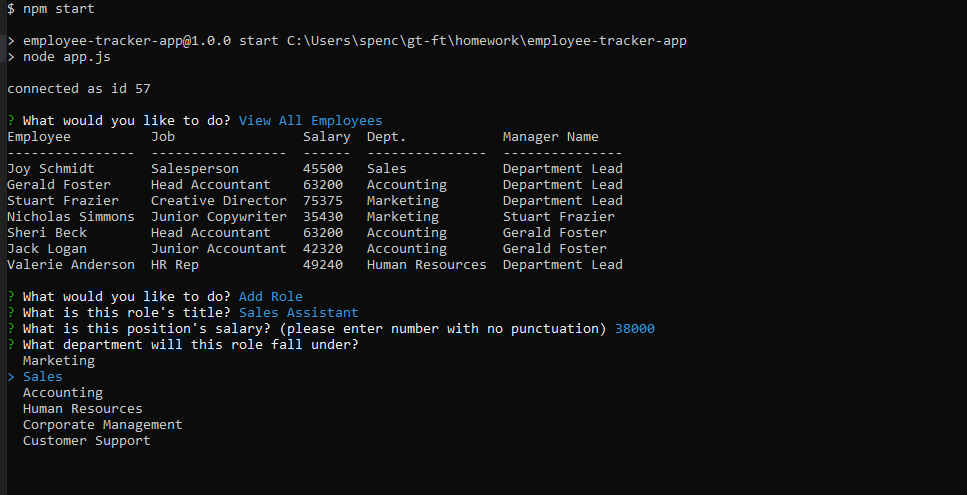 $ npm start
> employee-tracker-app@1.0.0 start C:\Users\spenc\gt-ft\homework\employee-tracker-app
> node app.js
connected as id 57
? What would you like to do? View All Employees
Employee          Job                Salary  Dept.            Manager Name
----------------  -----------------  ------  ---------------  ---------------
Joy Schmidt       Salesperson        45500   Sales            Department Lead
Gerald Foster     Head Accountant    63200   Accounting       Department Lead
Stuart Frazier    Creative Director  75375   Marketing        Department Lead
Nicholas Simmons  Junior Copywriter  35430   Marketing        Stuart Frazier
Sheri Beck        Head Accountant    63200   Accounting       Gerald Foster
Jack Logan        Junior Accountant  42320   Accounting       Gerald Foster
Valerie Anderson  HR Rep             49240   Human Resources  Department Lead
? What would you like to do? Add Role
? What is this role's title? Sales Assistant
? What is this position's salary? (please enter number with no punctuation) 38000
? What department will this role fall under?
  Marketing
> Sales
  Accounting
  Human Resources
  Corporate Management
  Customer Support